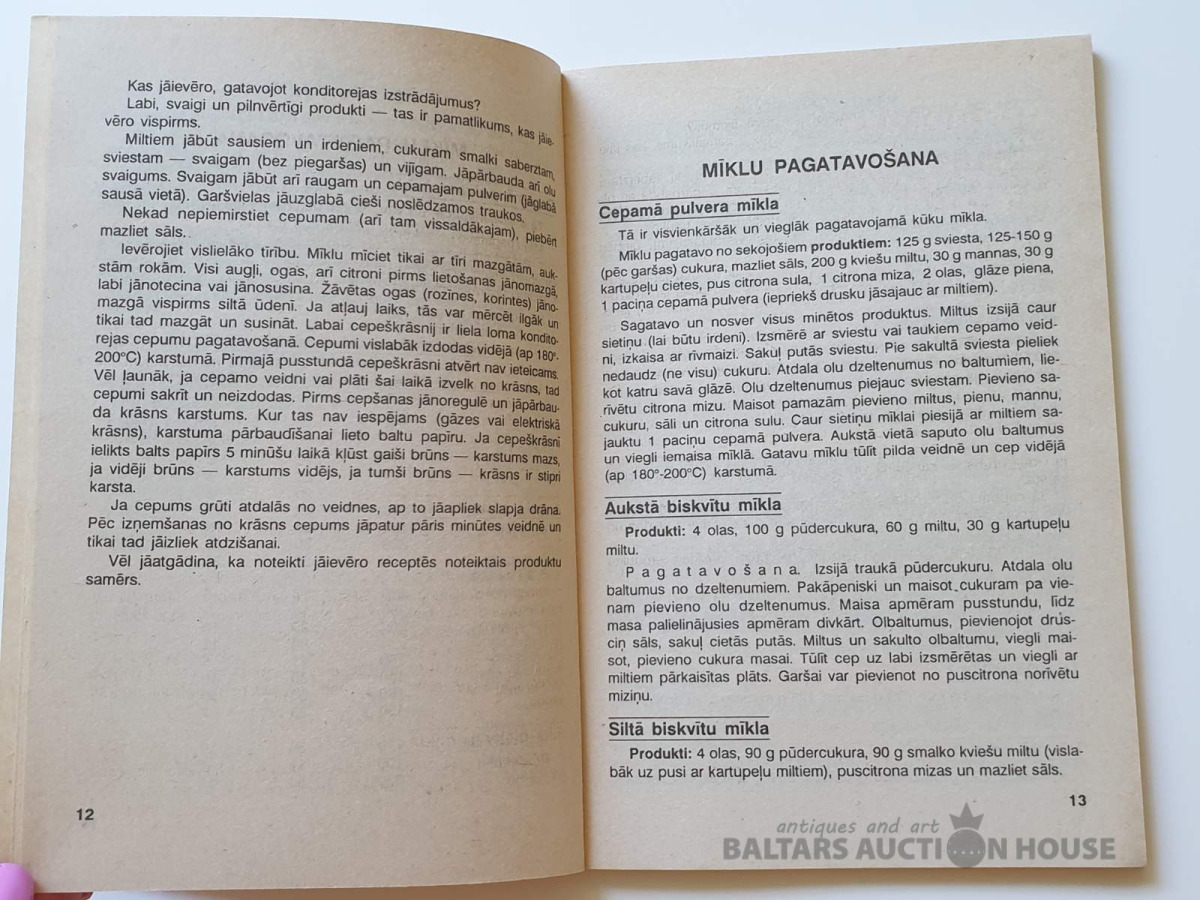 Kas jāievēro, gatavojot konditorejas izstrādājumus?
Labi, svaigi un pilnvērtīgi produkti — tas ir pamatlikums, kas jāie-
vēro vispirms.
Miltiem jābūt sausiem un irdeniem, cukuram smalki saberztam,
sviestam — svaigam (bez piegaršas) un vijīgam. Jāpārbauda arī olu
svaigums. Svaigam jābūt arī raugam un cepamajam pulverim (jāglabā
sausā vietā). Garšvielas jāuzglabā cieši noslēdzamos traukos.
Nekad nepiemirstiet cepumam (arī tam vissaldākajam), piebērt
mazliet sāls.
Ievērojiet vislielāko tīrību. Mīklu mīciet tikai ar tīri mazgātām, auk-
stām rokām. Visi augļi, ogas, arī citroni pirms lietošanas jānomazgā,
labi jānotecina vai jānosusina. Žāvētas ogas (rozīnes, korintes) jāno-
mazgā vispirms siltā ūdenī. Ja atļauj laiks, tās var mērcēt ilgāk un
tikai tad mazgāt un susināt. Labai cepeškrāsnij ir liela loma kondito-
rejas cepumu pagatavošanā. Cepumi vislabāk izdodas vidējā (ap 180°-
200°C) karstumā. Pirmajā pusstundā cepeškrāsni atvērt nav ieteicams.
Vēl ļaunāk, ja cepamo veidni vai plāti šai laikā izvelk no krāsns, tad
cepumi sakrīt un neizdodas. Pirms cepšanas jānoregulē un jāpārbau-
da krāsns karstums. Kur tas nav iespējams (gāzes vai elektriskā
krāsns), karstuma pārbaudīšanai lieto baltu papīru. Ja cepeškrāsnī
ielikts balts papīrs 5 minūšu laikā kļūst gaiši brūns — karstums mazs,
ja vidēji brūns — karstums vidējs, ja tumši brūns — krāsns ir stipri
karsta.
Ja cepums grūti atdalās no veidnes, ap to jāapliek slapja drāna.
Pēc izņemšanas no krāsns cepums jāpatur pāris minūtes veidnē un
tikai tad jāizliek atdzišanai.
Vēl jāatgādina, ka noteikti jāievēro receptēs noteiktais produktu
samērs.
12
MĪKLU PAGATAVOŠANA
Cepamā pulvera mīkla
Tā ir visvienkāršāk un vieglāk pagatavojamā kūku mīkla.
Mīklu pagatavo no sekojošiem produktiem: 125 g sviesta, 125-150 g
(pēc garšas) cukura, mazliet sāls, 200 g kviešu miltu, 30 g mannas, 30 g
kartupeļu cietes, pus citrona sula, 1 citrona miza, 2 olas, glāze piena,
1 paciņa cepamā pulvera (iepriekš drusku jāsajauc ar miltiem).
Sagatavo un nosver visus minētos produktus. Miltus izsijā caur
sietiņu (lai būtu irdeni). Izsmērē ar sviestu vai taukiem cepamo veid-
ni, izkaisa ar rīvmaizi. Sakuļ putās sviestu. Pie sakultā sviesta pieliek
nedaudz (ne visu) cukuru. Atdala olu dzeltenumus no baltumiem, lie-
kot katru savā glāzē. Olu dzeltenumus piejauc sviestam. Pievieno sa-
rīvētu citrona mizu. Maisot pamazām pievieno miltus, pienu, mannu,
cukuru, sāli un citrona sulu. Caur sietiņu mīklai piesijā ar miltiem sa-
jauktu 1 paciņu cepamā pulvera. Aukstā vietā saputo olu baltumus
un viegli iemaisa mīklā. Gatavu mīklu tūlīt pilda veidnē un cep vidējā
(ap 180°-200°C) karstumā.
Aukstā biskvītu mīkla
Produkti: 4 olas, 100 g pūdercukura, 60 g miltu, 30 g kartupeļu
miltu.
Pagatavošana. Izsijā traukā pūdercukuru. Atdala olu
baltumus no dzeltenumiem. Pakāpeniski un maisot cukuram pa vie-
nam pievieno olu dzeltenumus. Maisa apmēram pusstundu, līdz
masa palielinājusies apmēram divkārt. Olbaltumus, pievienojot drus-
ciņ sāls, sakuļ cietās putās. Miltus un sakulto olbaltumu, viegli mai-
sot, pievieno cukura masai. Tūlīt cep uz labi izsmērētas un viegli ar
miltiem pārkaisītas plāts. Garšai var pievienot no puscitrona norīvētu
miziņu.
Siltā biskvītu mīkla
Produkti: 4 olas, 90 g pūdercukura, 90 g smalko kviešu miltu (visla-
bāk uz pusi ar kartupeļu miltiem), puscitrona mizas un mazliet sāls.
13
antiques and art
BALTARS AUCTION HOUSE